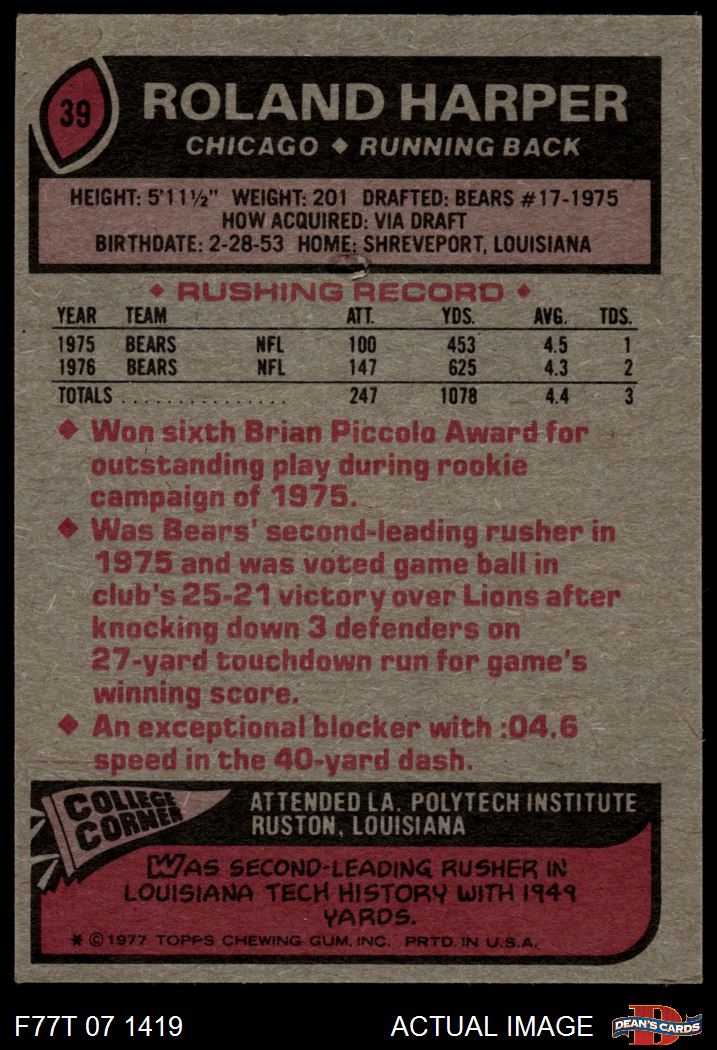 39
ROLAND HARPER
CHICAGO ◆ RUNNING BACK
HEIGHT: 5'11½" WEIGHT: 201 DRAFTED: BEARS #17-1975
HOW ACQUIRED: VIA DRAFT
BIRTHDATE: 2-28-53 HOME: SHREVEPORT, LOUISIANA
◆ RUSHING RECORD ◆
YEAR TEAM ATT. YDS. AVG. TDS.
1975 BEARS NFL 100 453 4.5 1
1976 BEARS NFL 147 625 4.3 2
TOTALS ............... 247 1078 4.4 3
◆ Won sixth Brian Piccolo Award for
outstanding play during rookie
campaign of 1975.
◆ Was Bears' second-leading rusher in
1975 and was voted game ball in
club's 25-21 victory over Lions after
knocking down 3 defenders on
27-yard touchdown run for game's
winning score.
◆ An exceptional blocker with :04.6
speed in the 40-yard dash.
COLLEGE
CORNER
ATTENDED LA. POLYTECH INSTITUTE
RUSTON, LOUISIANA
WAS SECOND-LEADING RUSHER IN
LOUISIANA TECH HISTORY WITH 1949
YARDS.
* © 1977 TOPPS CHEWING GUM, INC. PRTD. IN U.S.A.
F77T 07 1419 ACTUAL IMAGE
D
DEAN'S CARDS